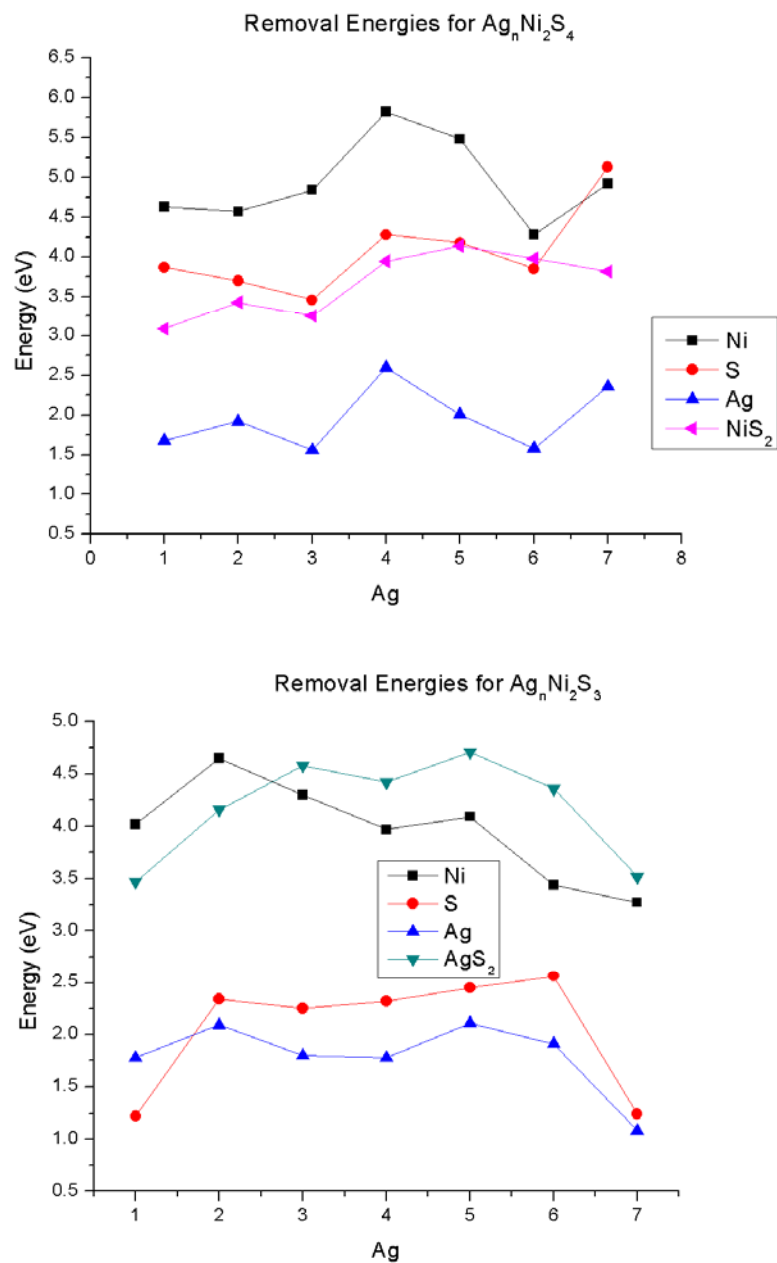 Removal Energies for AgₙNi₂S₄
6.5
6.0
5.5
5.0
4.5
4.0
3.5
3.0
2.5
2.0
1.5
1.0
0.5
Energy (eV)
Ni
S
Ag
NiS₂
0 1 2 3 4 5 6 7 8
Ag
Removal Energies for AgₙNi₂S₃
5.0
4.5
4.0
3.5
3.0
2.5
2.0
1.5
1.0
0.5
Energy (eV)
Ni
S
Ag
AgS₂
1 2 3 4 5 6 7
Ag